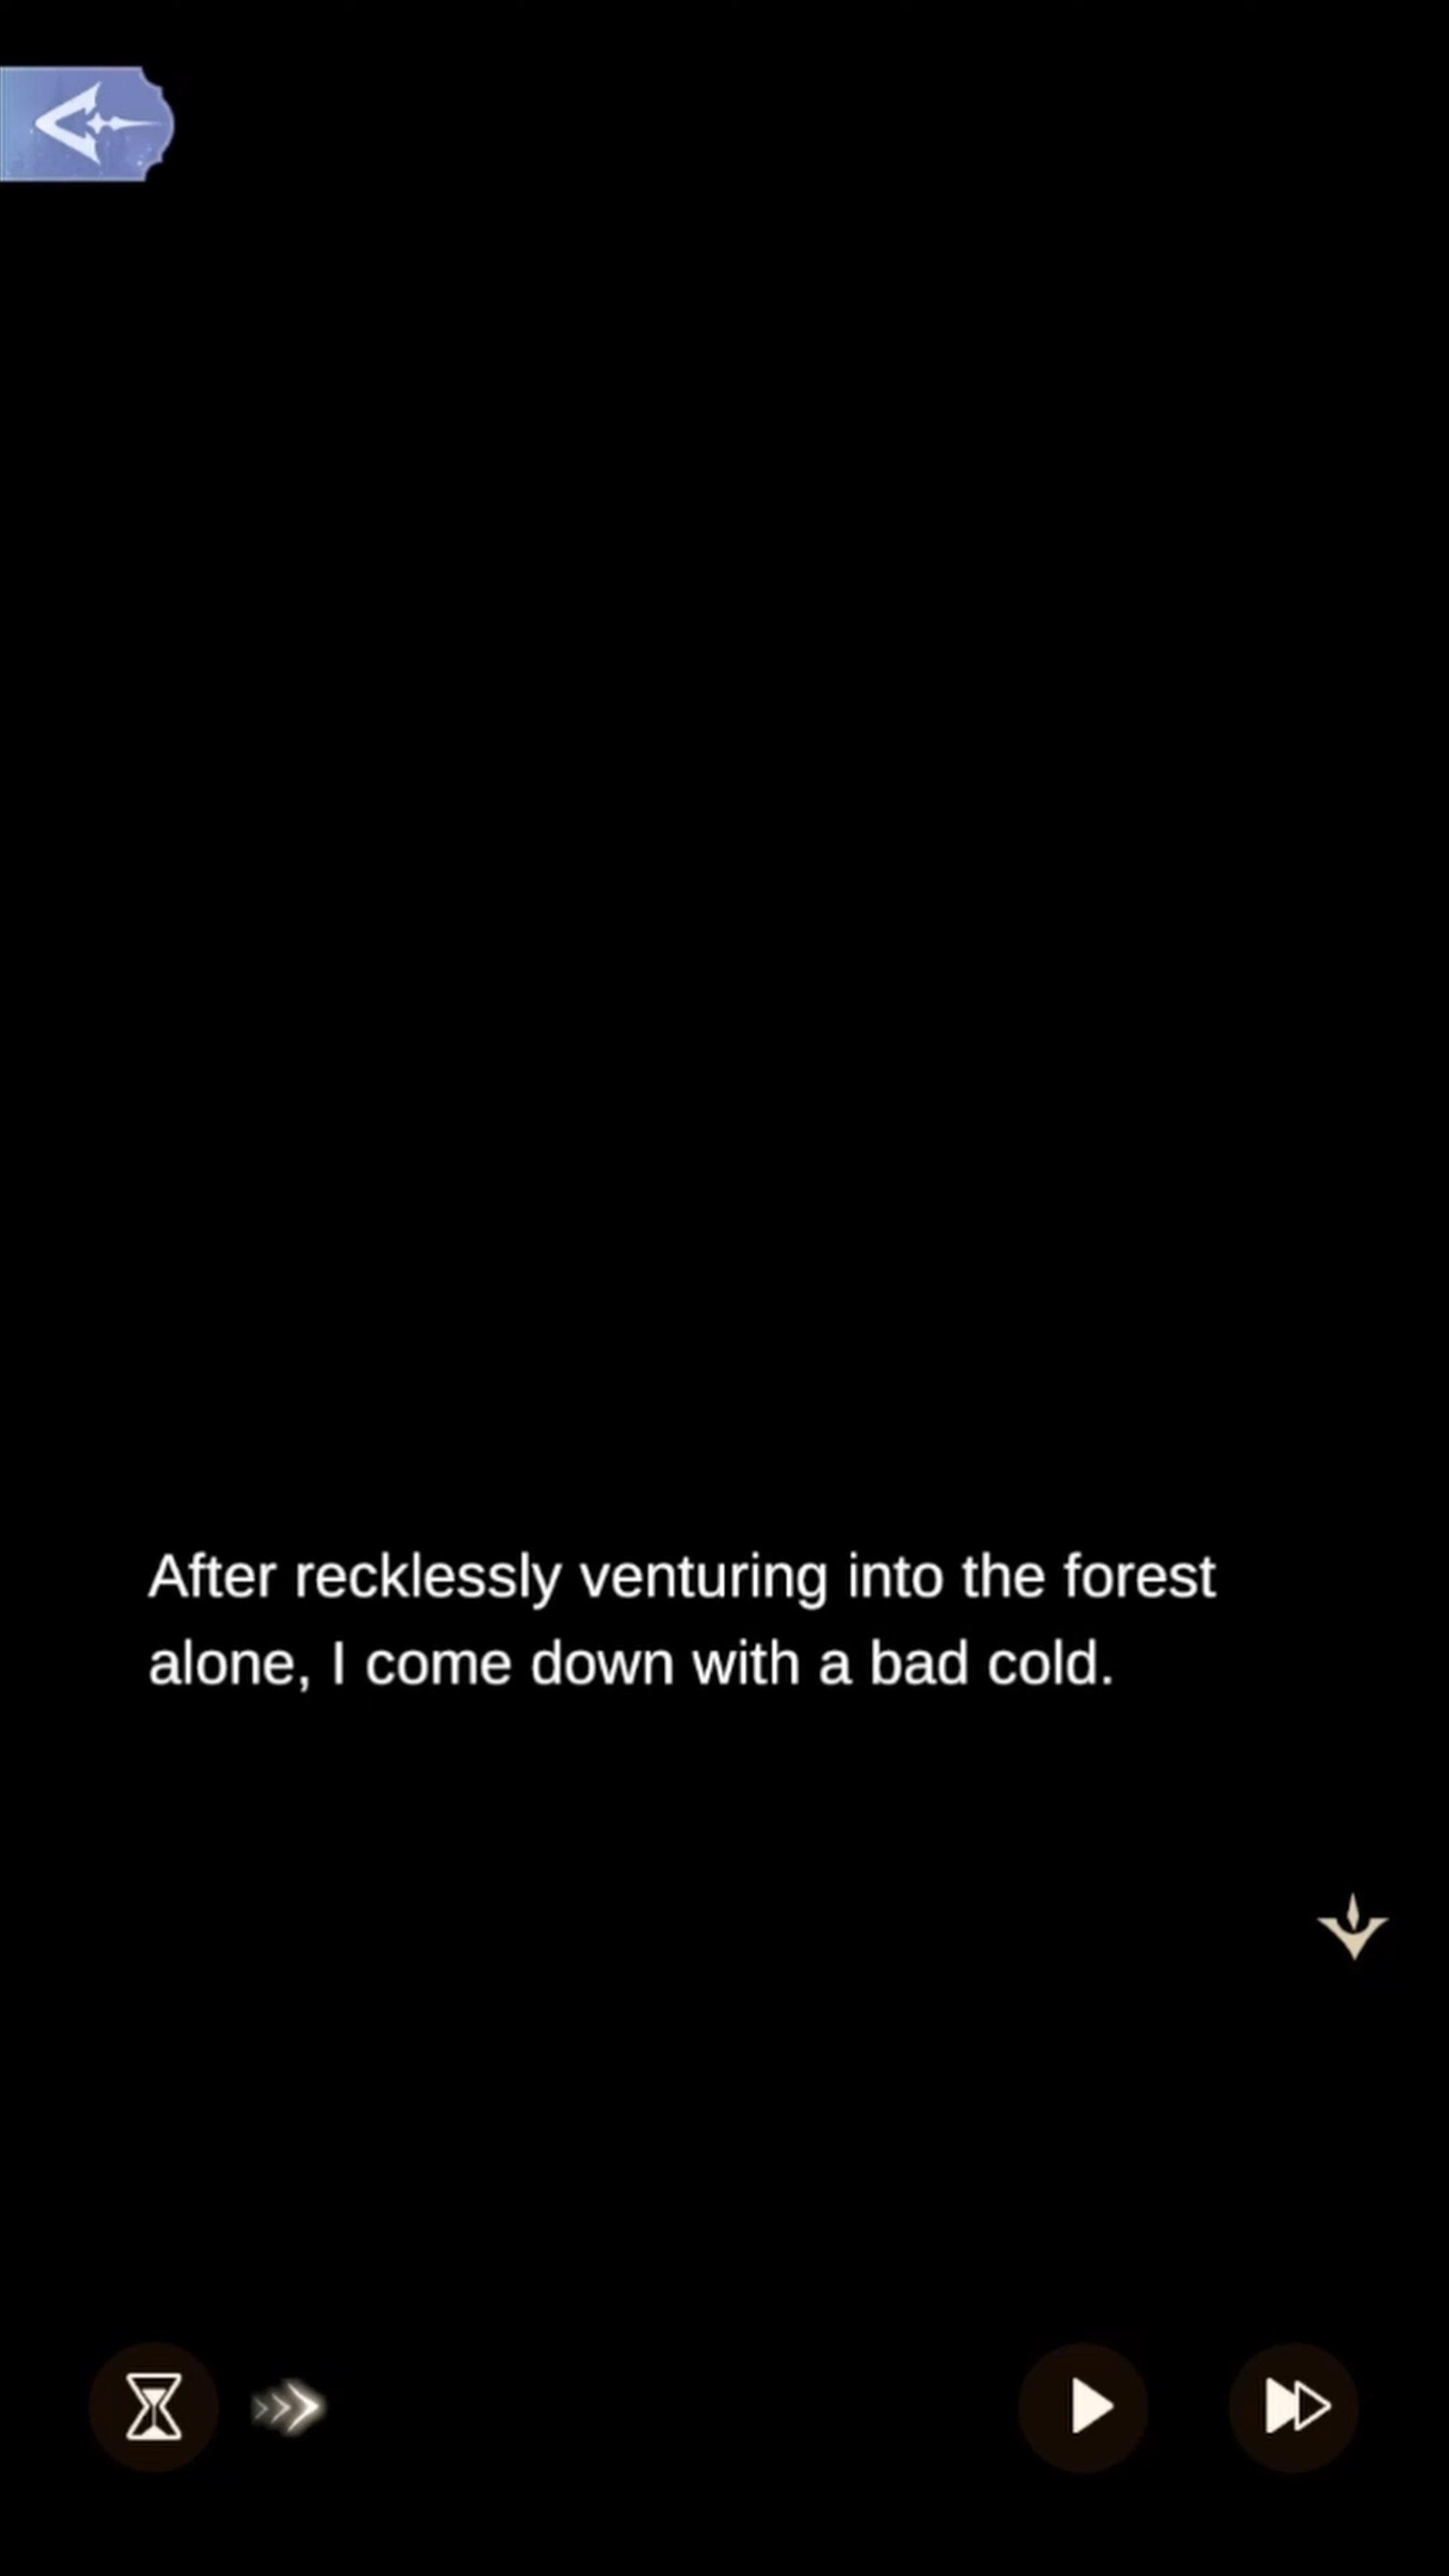 After recklessly venturing into the forest
alone, I come down with a bad cold.